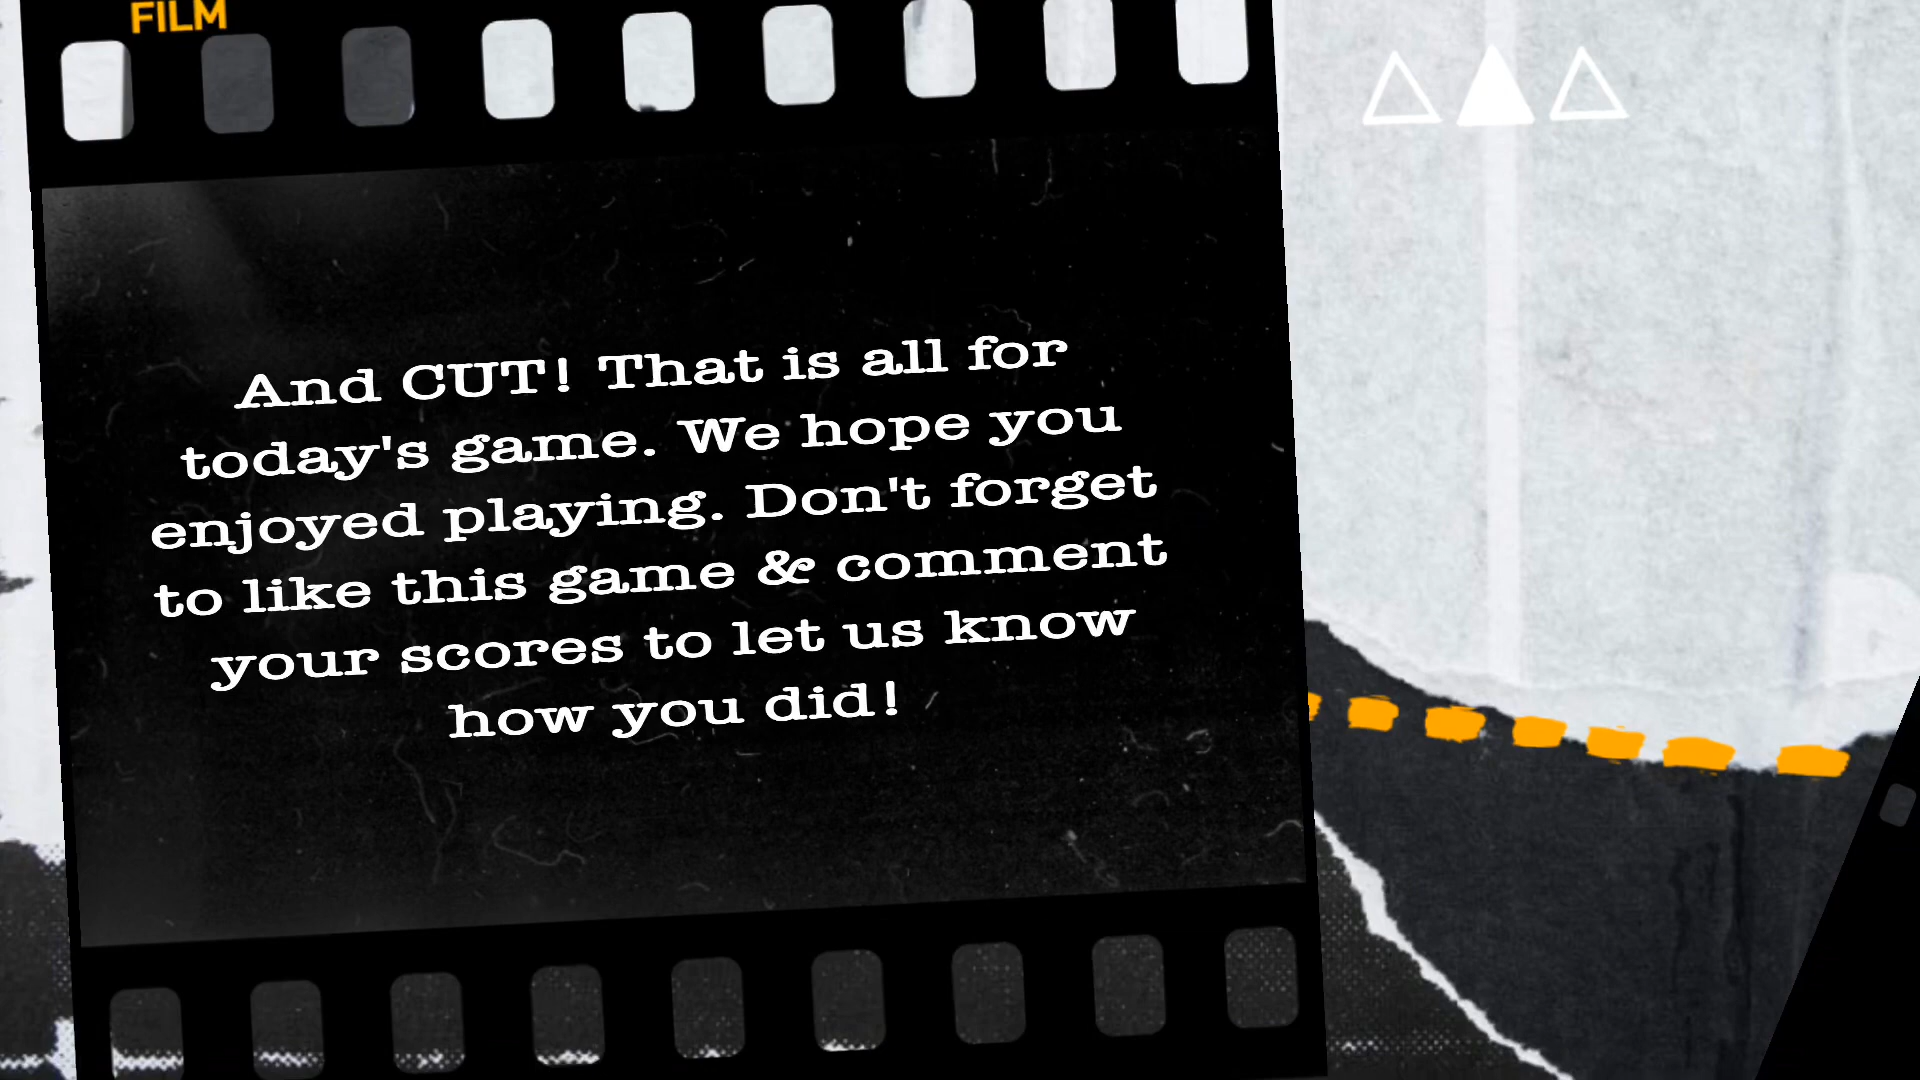 FILM
And CUT! That is all for
today's game. We hope you
enjoyed playing. Don't forget
to like this game & comment
your scores to let us know
how you did!